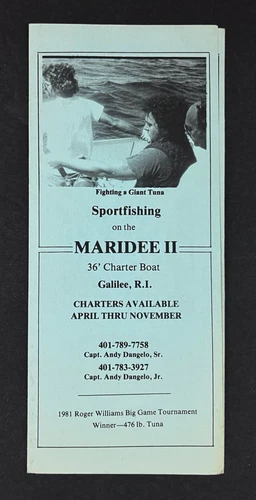 Fighting a Giant Tuna
Sportfishing
on the
MARIDEE II
36' Charter Boat
Galilee, R.I.
CHARTERS AVAILABLE
APRIL THRU NOVEMBER
401-789-7758
Capt. Andy Dangelo, Sr.
401-783-3927
Capt. Andy Dangelo, Jr.
1981 Roger Williams Big Game Tournament
Winner—476 lb. Tuna